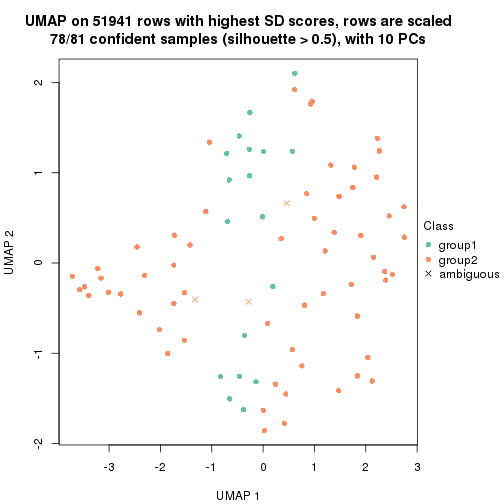 UMAP on 51941 rows with highest SD scores, rows are scaled
78/81 confident samples (silhouette > 0.5), with 10 PCs
2
1
0
-1
-2
UMAP 2
-3
-2
-1
0
1
2
3
UMAP 1
Class
group1
group2
ambiguous